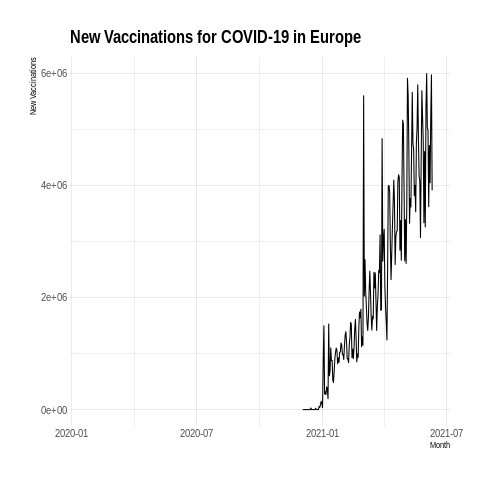 New Vaccinations for COVID-19 in Europe
New Vaccinations
6e+06
4e+06
2e+06
0e+00
2020-01
2020-07
2021-01
2021-07
Month